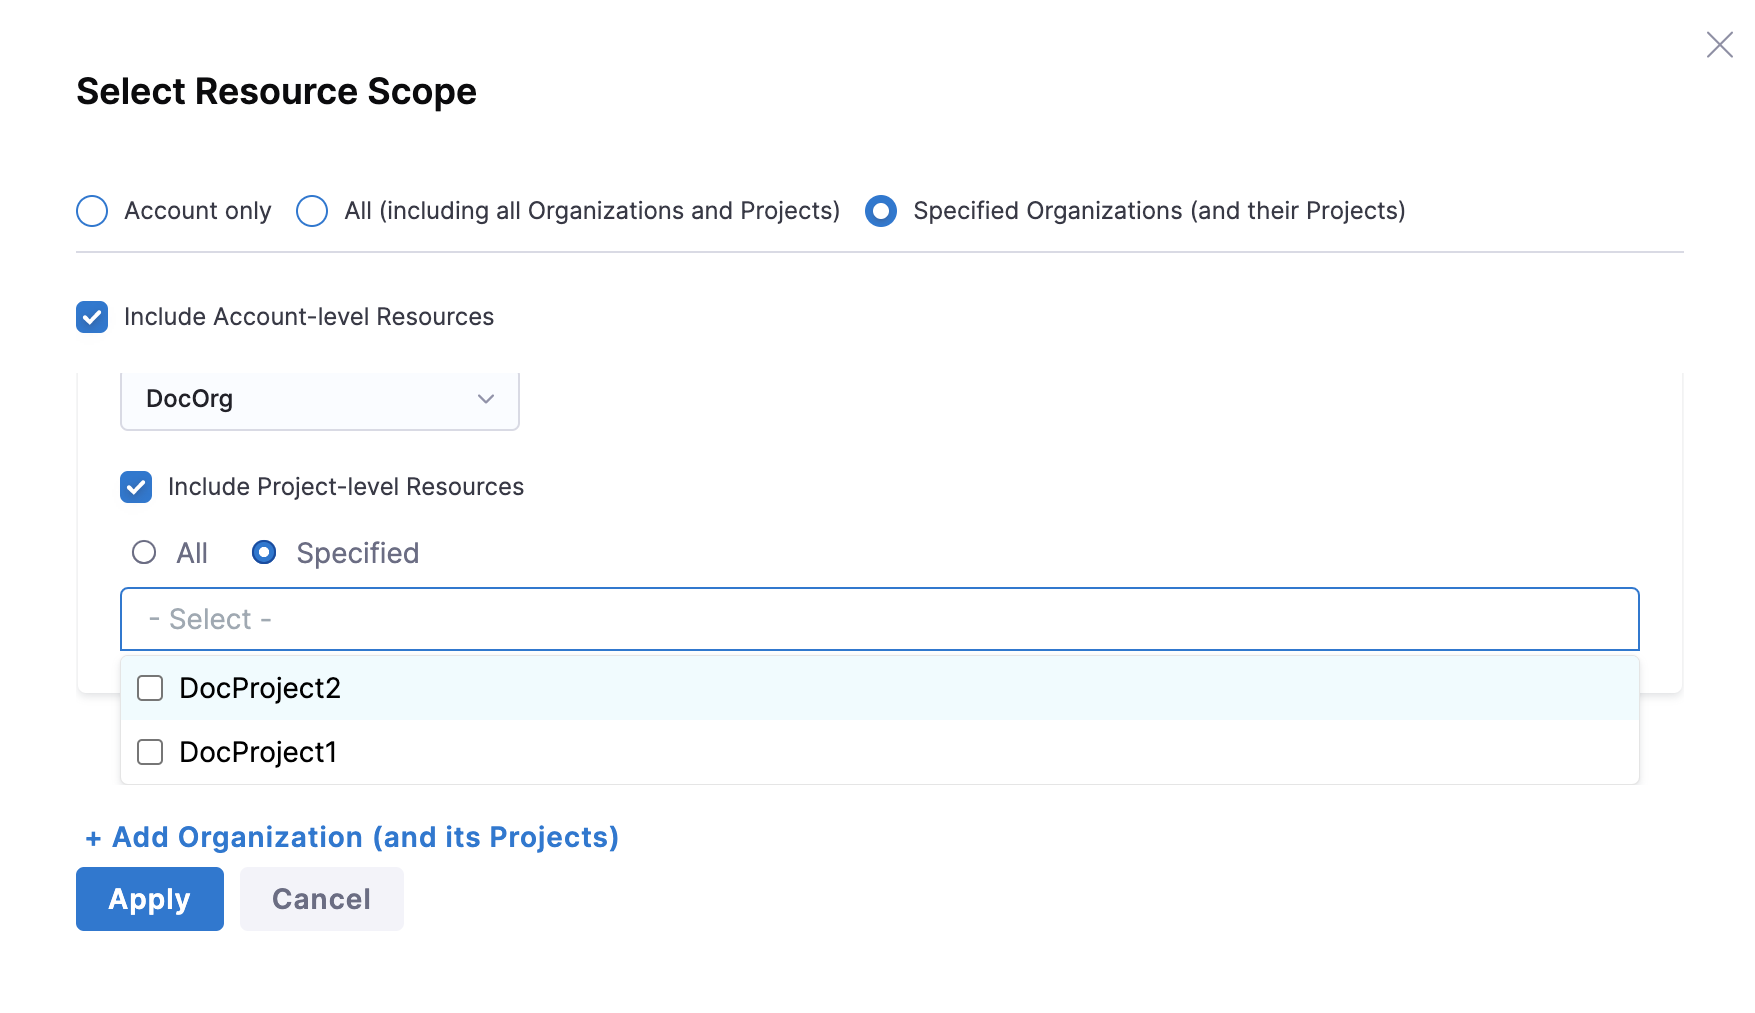 Select Resource Scope
Account only All (including all Organizations and Projects) Specified Organizations (and their Projects)
Include Account-level Resources
DocOrg
Include Project-level Resources
All Specified
- Select -
DocProject2
DocProject1
+ Add Organization (and its Projects)
Apply Cancel